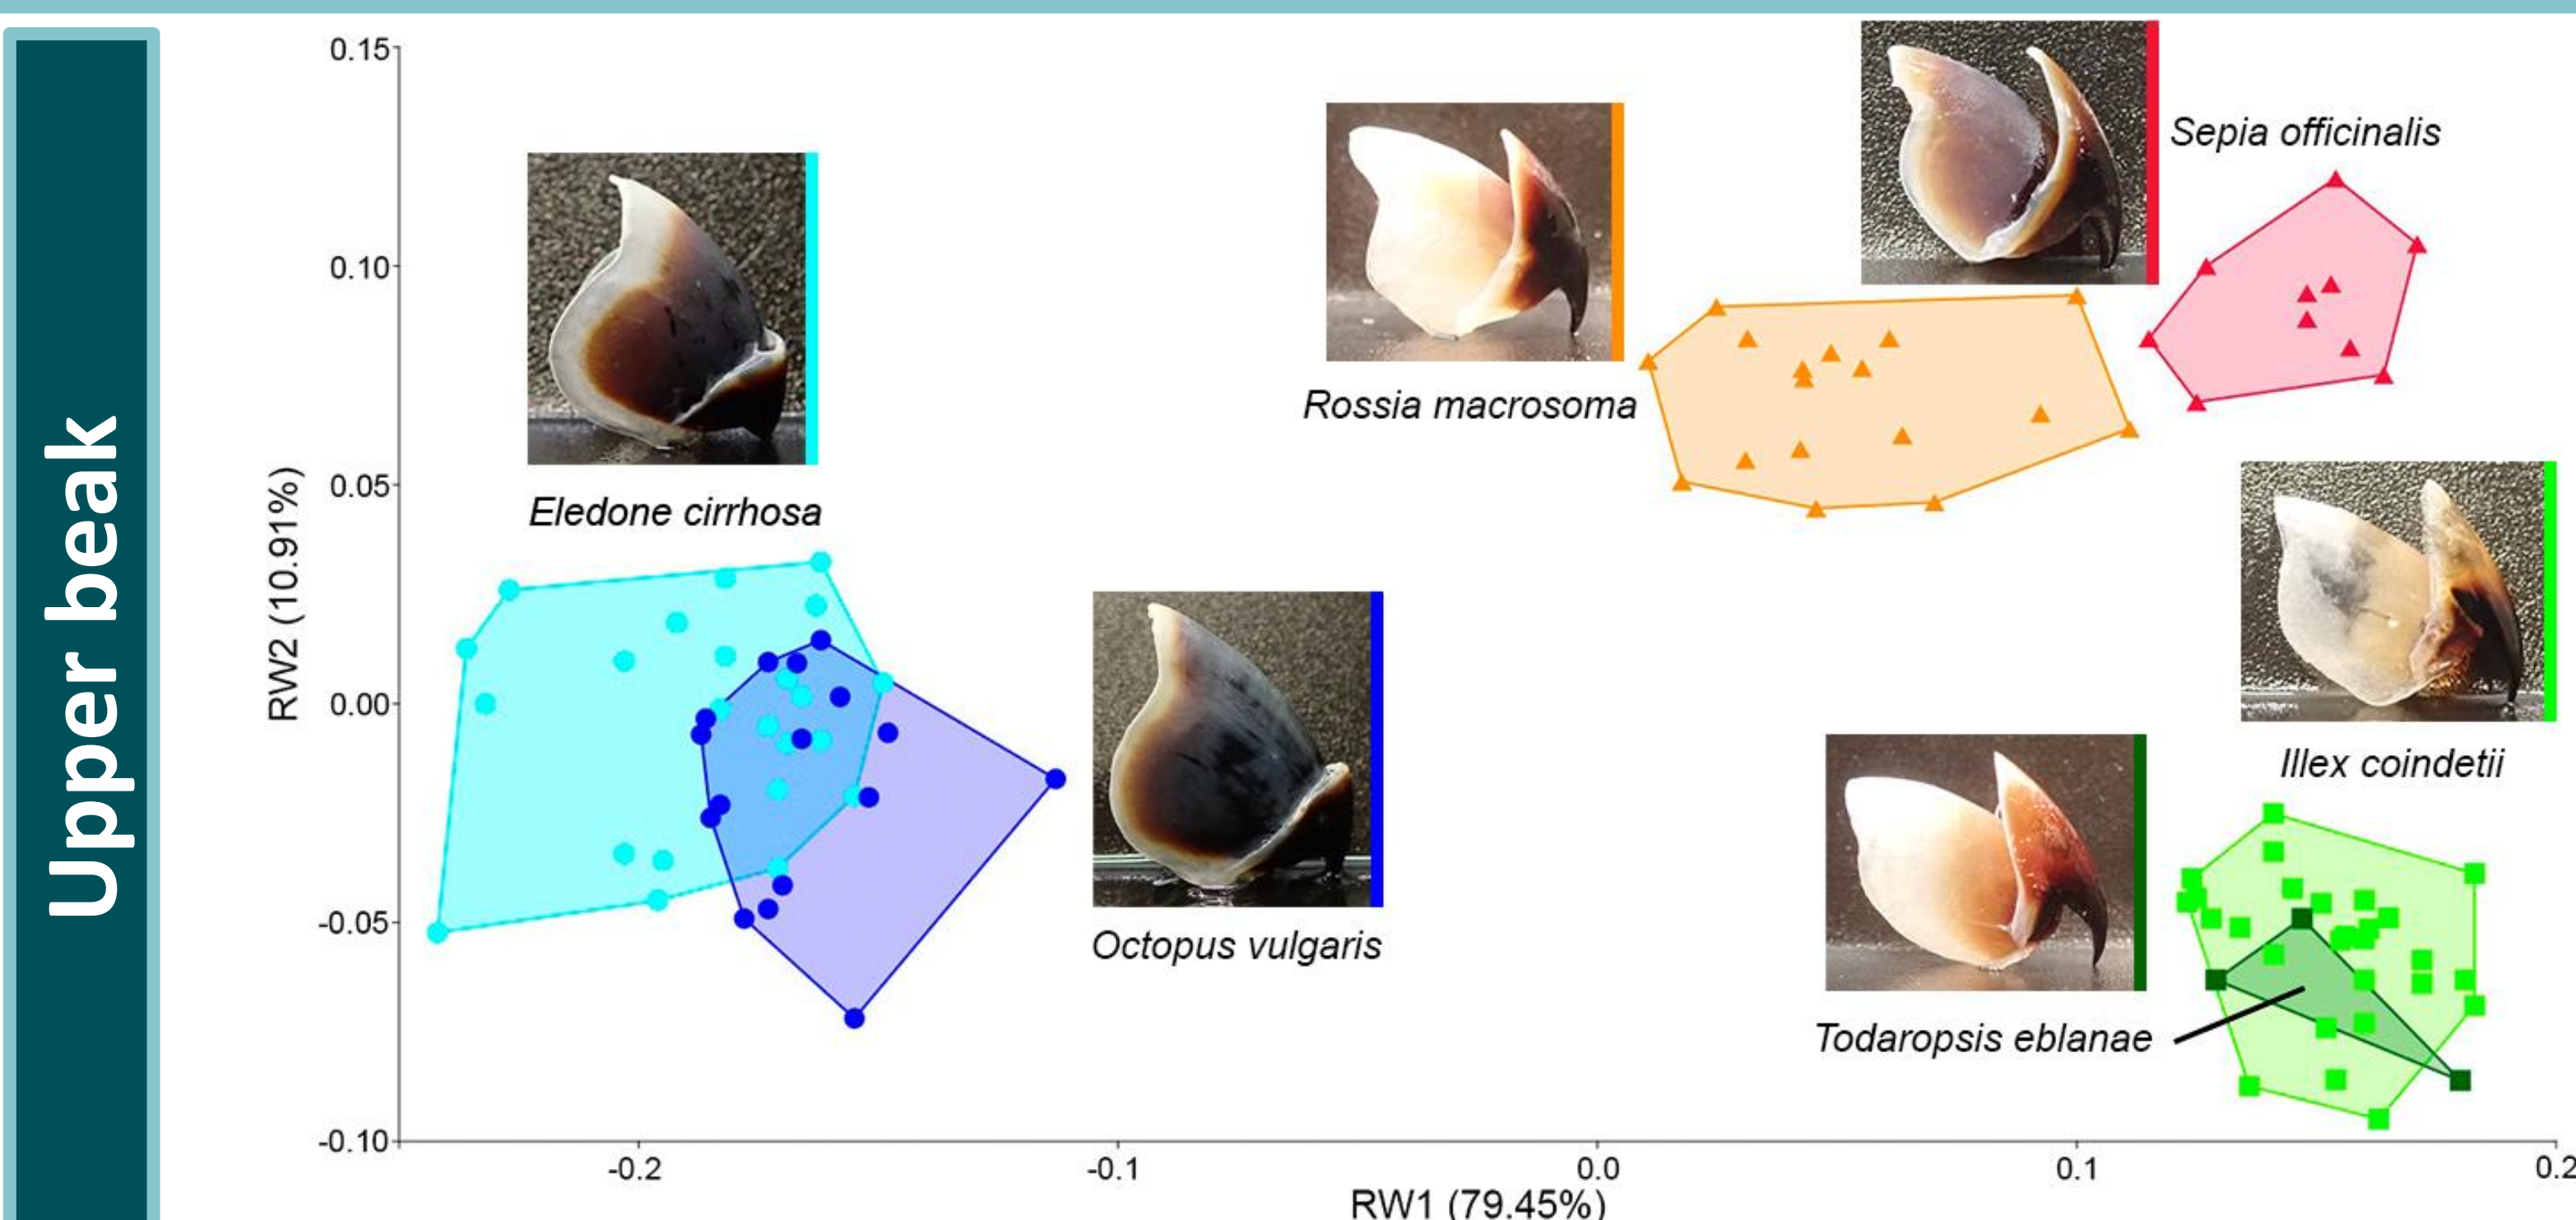 Upper beak
0.15
0.10
0.05
0.00
-0.05
-0.10
RW2 (10.91%)
-0.2
-0.1
0.0
0.1
0.2
RW1 (79.45%)
Eledone cirrhosa
Octopus vulgaris
Rossia macrosoma
Sepia officinalis
Illex coindetii
Todaropsis eblanae